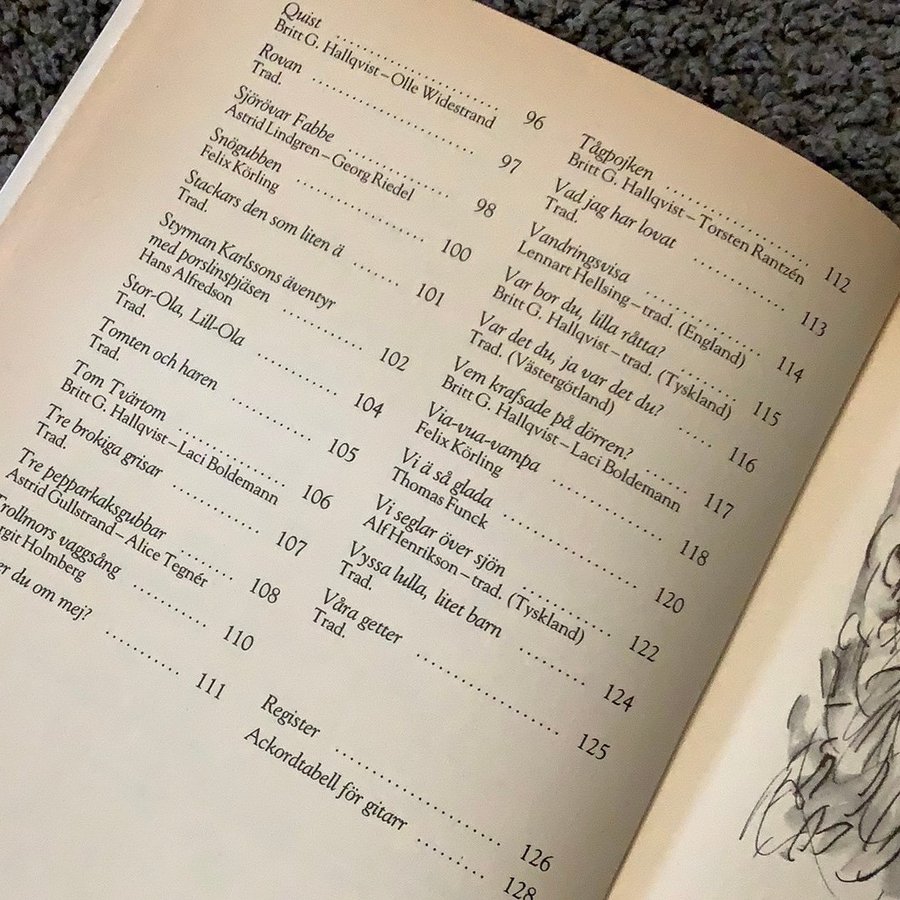 Quist .................... 96
Britt G. Hallqvist – Olle Widestrand
Rovan .................... 97
Trad.
Sjörövar Fabbe .................... 98
Astrid Lindgren – Georg Riedel
Snögubben .................... 100
Felix Körling
Stackars den som liten ä .......... 101
Trad.
Styrman Karlssons äventyr
med porslinspjäsen .......... 102
Hans Alfredson
Stor-Ola, Lill-Ola .......... 104
Trad.
Tomten och haren .......... 105
Trad.
Tom Tvärtom .......... 106
Britt G. Hallqvist – Laci Boldemann
Tre brokiga grisar .......... 107
Trad.
Tre pepparkaksgubbar .......... 108
Astrid Gullstrand – Alice Tegnér
Trollmors vaggsång .......... 110
Holmberg
du om mej? .......... 111
Tågpojken .......... 112
Britt G. Hallqvist – Torsten Rantzén
Vad jag har lovat .......... 113
Trad.
Vandringsvisa .......... 114
Lennart Hellsing – trad. (England)
Var bor du, lilla råtta? .......... 115
Britt G. Hallqvist – trad. (Tyskland)
Var det du, ja var det du? ..... 116
Trad. (Västergötland)
Vem krafsade på dörren? .......... 117
Britt G. Hallqvist – Laci Boldemann
Via-vua-vampa .......... 118
Felix Körling
Vi ä så glada .......... 120
Thomas Funck
Vi seglar över sjön .......... 122
Alf Henrikson – trad. (Tyskland)
Vyssa lulla, litet barn .......... 124
Trad.
Våra getter .......... 125
Trad.
Register .......... 126
Ackordtabell för gitarr .......... 128